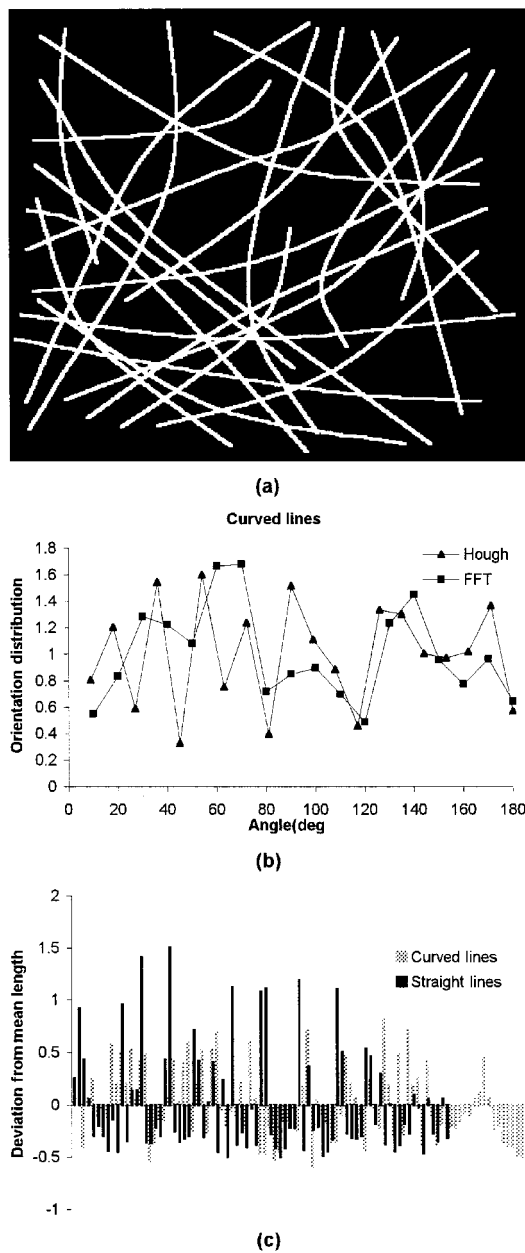 (a)
Curved lines
Orientation distribution
1.8
1.6
1.4
1.2
1
0.8
0.6
0.4
0.2
0
Hough
FFT
0 20 40 60 80 100 120 140 160 180
Angle(deg
(b)
Deviation from mean length
2
1.5
1
0.5
0
-0.5
-1
Curved lines
Straight lines
(c)